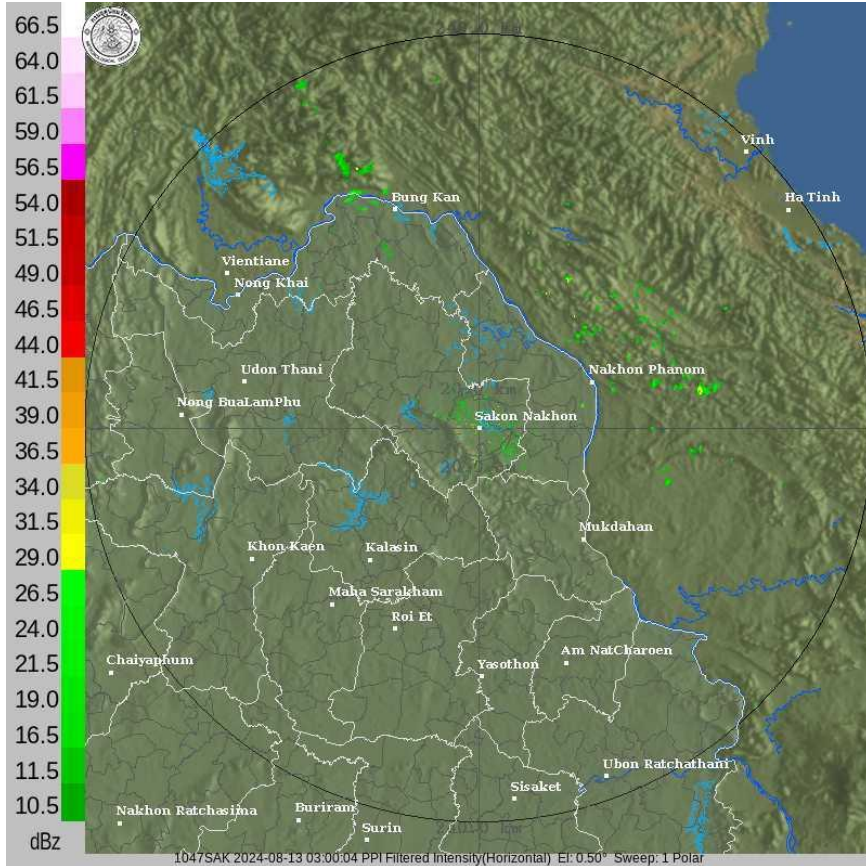 66.5
64.0
61.5
59.0
56.5
54.0
51.5
49.0
46.5
44.0
41.5
39.0
36.5
34.0
31.5
29.0
26.5
24.0
21.5
19.0
16.5
11.5
10.5
dBz
Vinh
Ha Tinh
Bung Kan
Vientiane
Nong Khai
Udon Thani
Nakhon Phanom
Nong BuaLamPhu
Sakon Nakhon
Mukdahan
Khon Kaen
Kalasin
Maha Sarakham
Roi Et
Am NatCharoen
Chaiyaphum
Yasothon
Ubon Ratchathani
Sisaket
Nakhon Ratchasima
Buriram
Surin
1047SAK 2024-08-13 03:00:04 PPI Filtered Intensity(Horizontal) El: 0.50° Sweep: 1 Polar